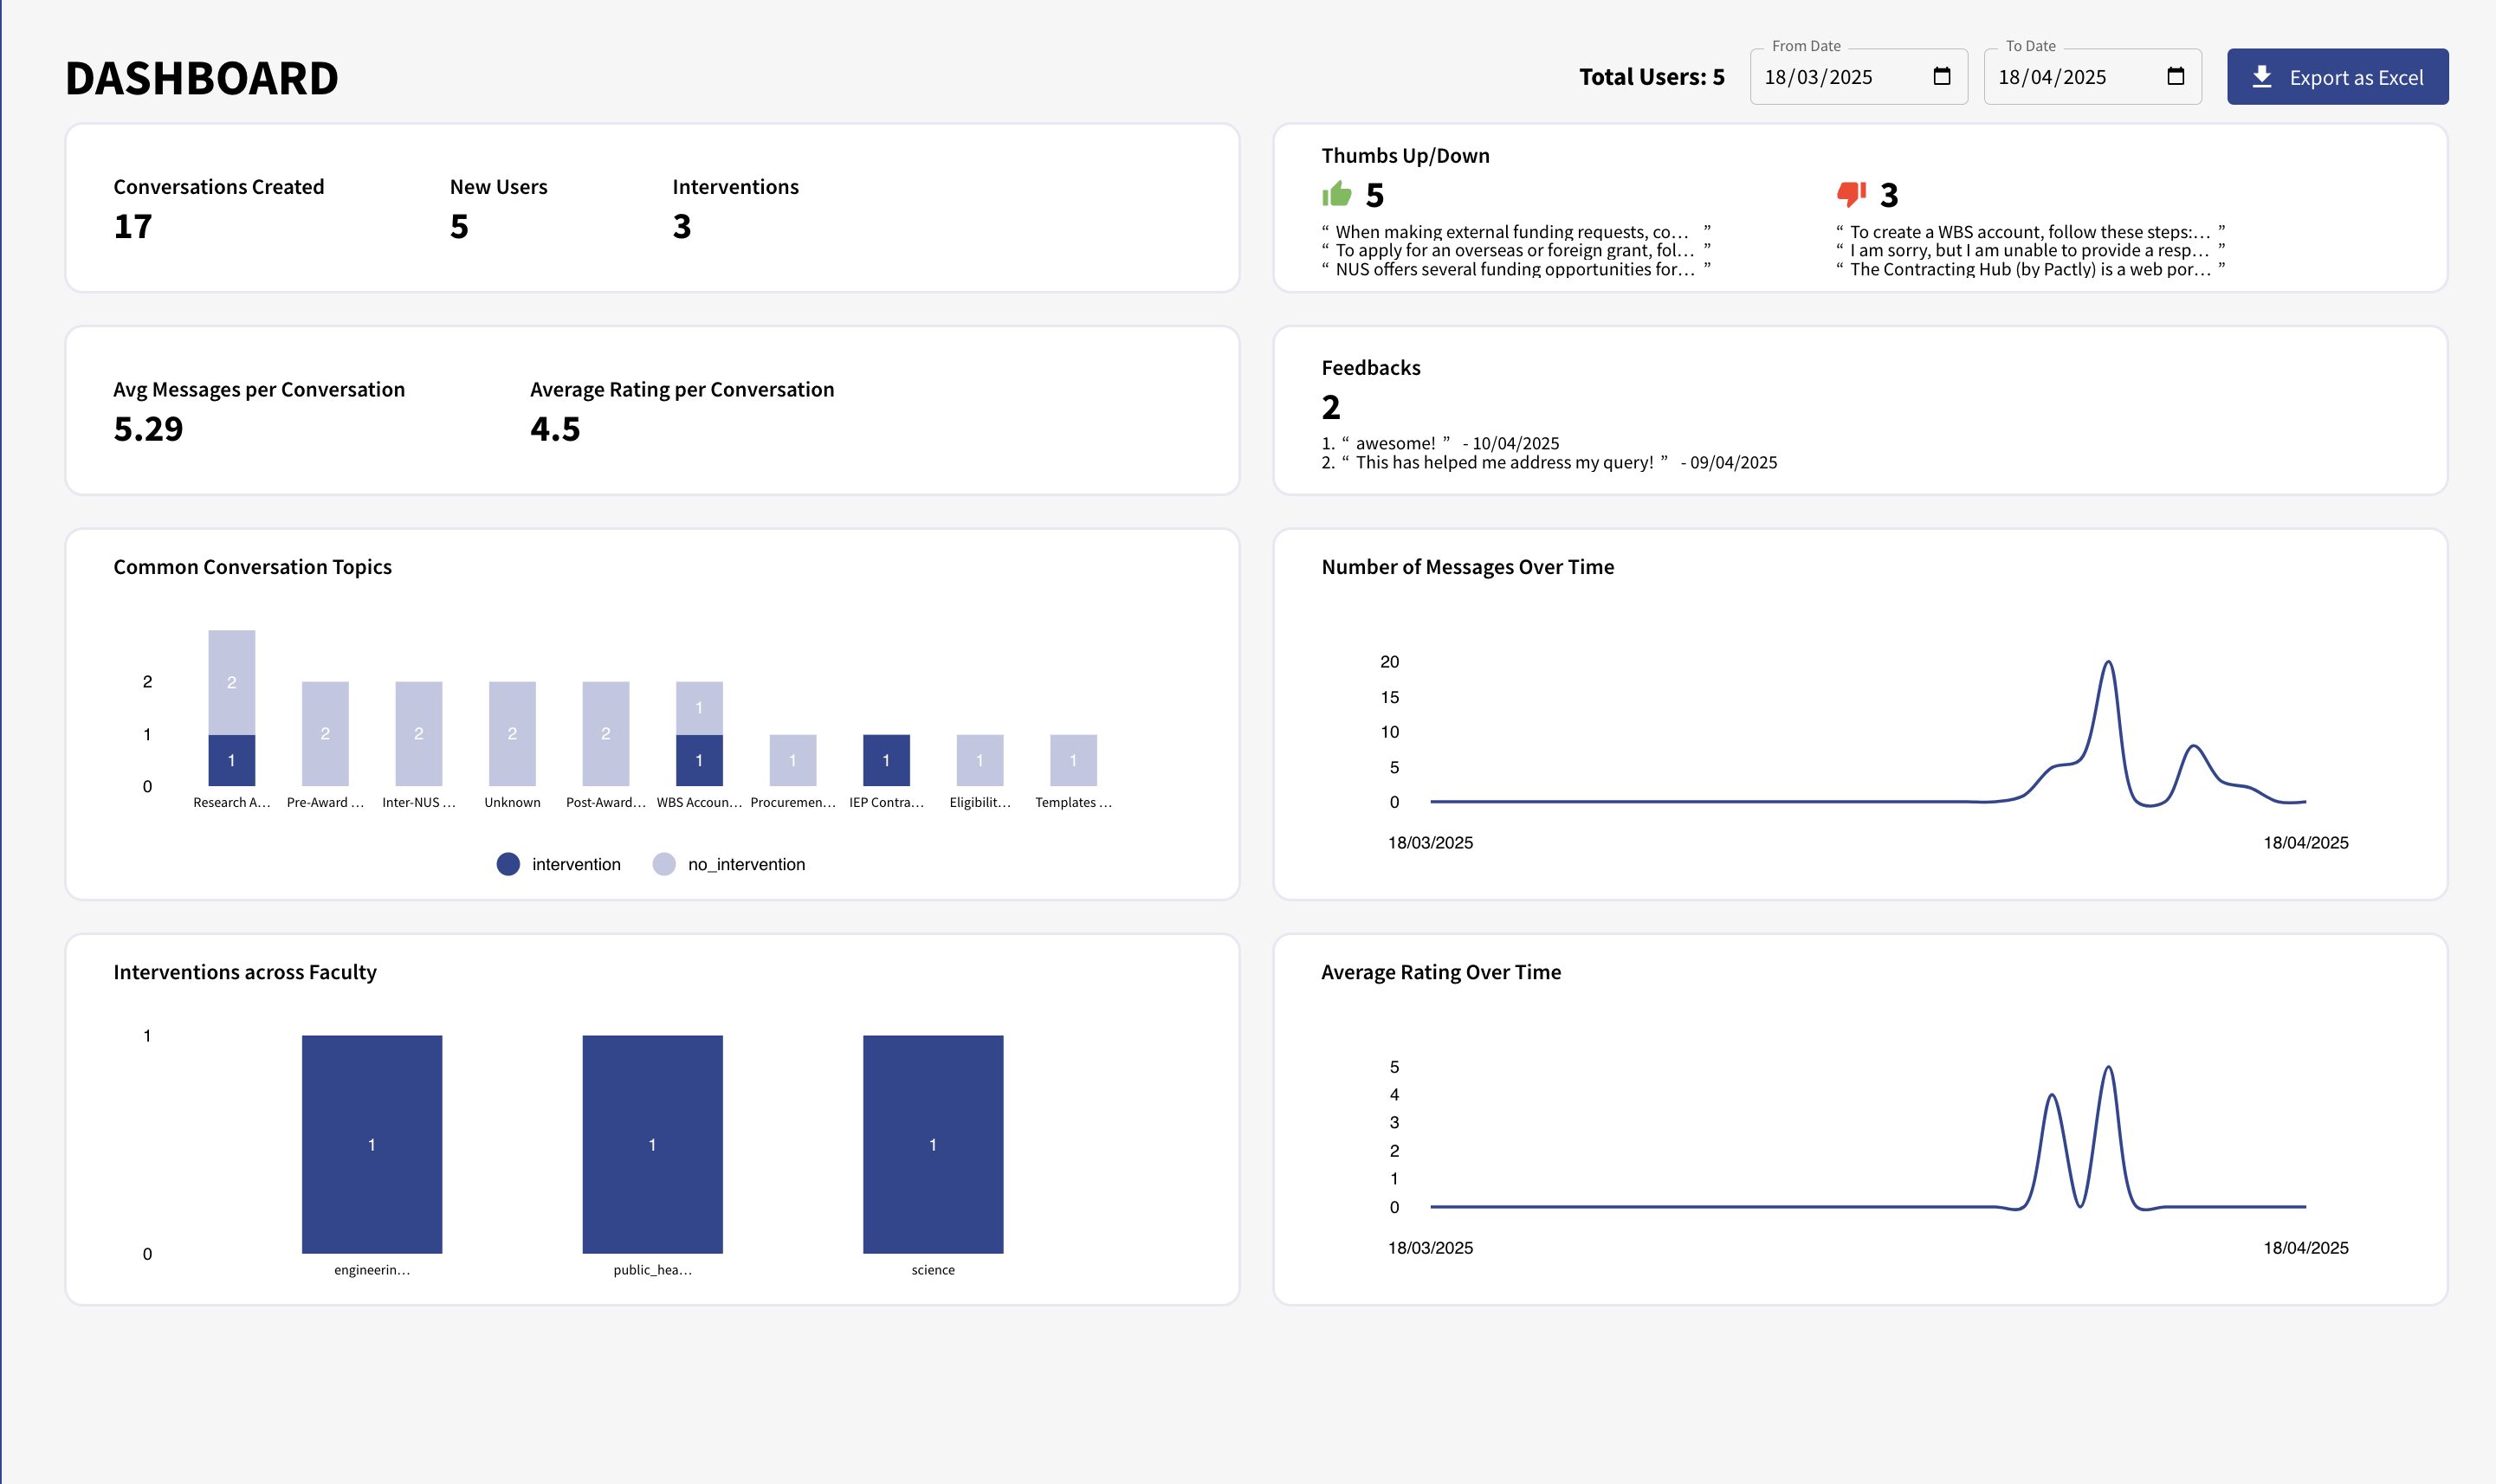 DASHBOARD
Total Users: 5
From Date
18/03/2025
To Date
18/04/2025
Export as Excel
Conversations Created
17
New Users
5
Interventions
3
Thumbs Up/Down
5
“ When making external funding requests, co... ”
“ To apply for an overseas or foreign grant, fol... ”
“ NUS offers several funding opportunities for... ”
3
“ To create a WBS account, follow these steps:... ”
“ I am sorry, but I am unable to provide a resp... ”
“ The Contracting Hub (by Pactly) is a web por... ”
Avg Messages per Conversation
5.29
Average Rating per Conversation
4.5
Feedbacks
2
1. “ awesome! ” - 10/04/2025
2. “ This has helped me address my query! ” - 09/04/2025
Common Conversation Topics
2
1
0
2
1
2
2
2
2
1
1
1
1
1
1
Research A...
Pre-Award ...
Inter-NUS ...
Unknown
Post-Award...
WBS Accoun...
Procuremen...
IEP Contra...
Eligibilit...
Templates ...
intervention
no_intervention
Number of Messages Over Time
20
15
10
5
0
18/03/2025
18/04/2025
Interventions across Faculty
1
0
1
1
1
engineerin...
public_hea...
science
Average Rating Over Time
5
4
3
2
1
0
18/03/2025
18/04/2025